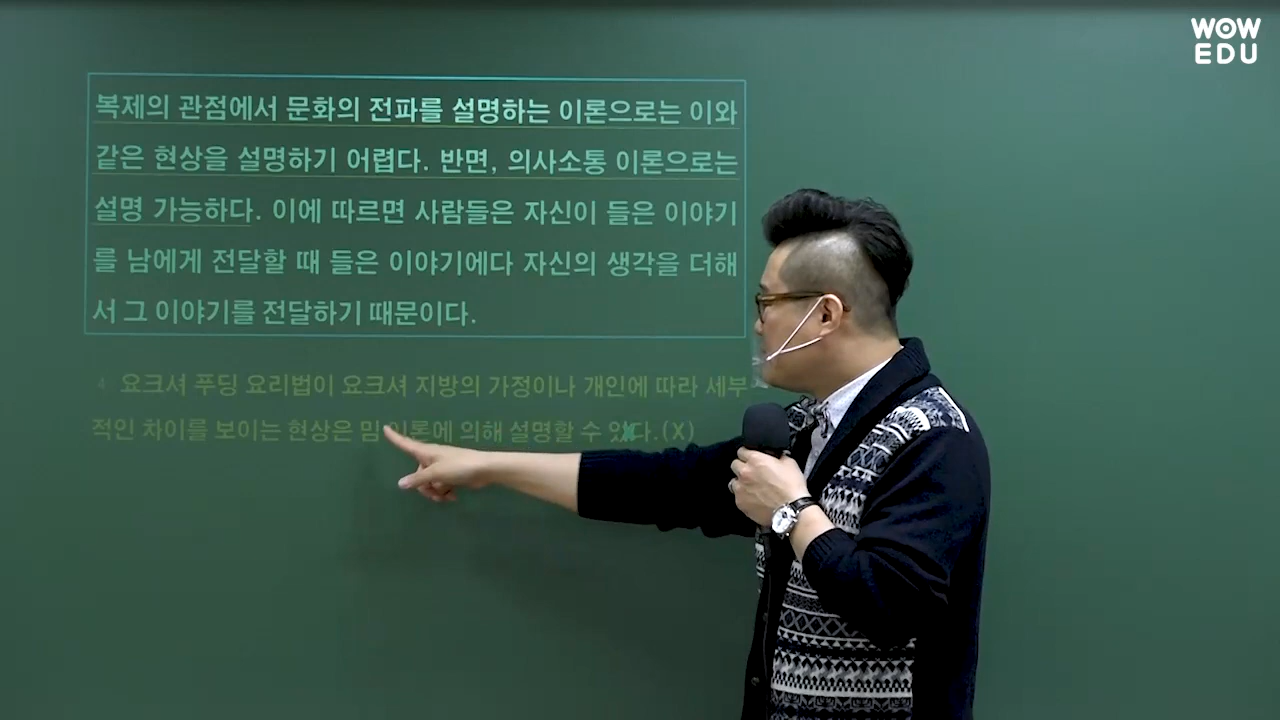 WOW
EDU
복제의 관점에서 문화의 전파를 설명하는 이론으로는 이와
같은 현상을 설명하기 어렵다. 반면, 의사소통 이론으로는
설명 가능하다. 이에 따르면 사람들은 자신이 들은 이야기
를 남에게 전달할 때 들은 이야기에다 자신의 생각을 더해
서 그 이야기를 전달하기 때문이다.
4 요크셔 푸딩 요리법이 요크셔 지방의 가정이나 개인에 따라 세부
적인 차이를 보이는 현상은 밈 이론에 의해 설명할 수 있다.(X)